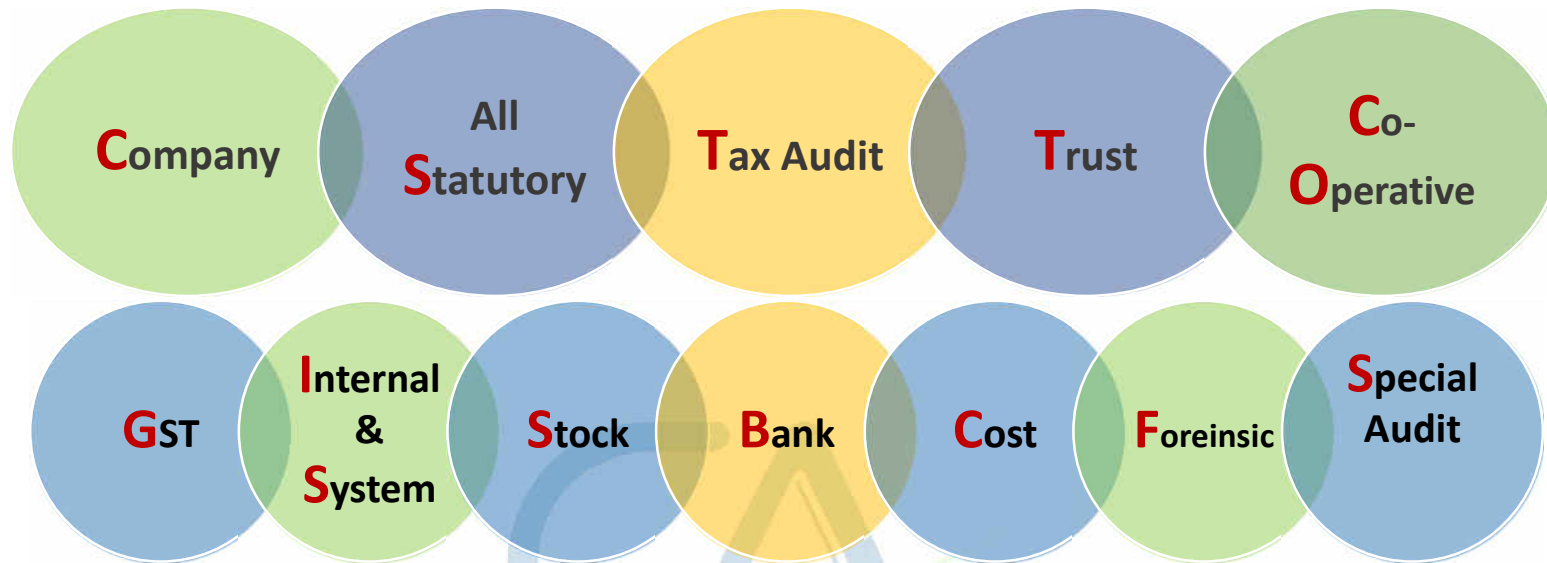 Company
All
Statutory
Tax Audit
Trust
Co-
Operative
GST
Internal
&
System
Stock
Bank
Cost
Foreinsic
Special
Audit